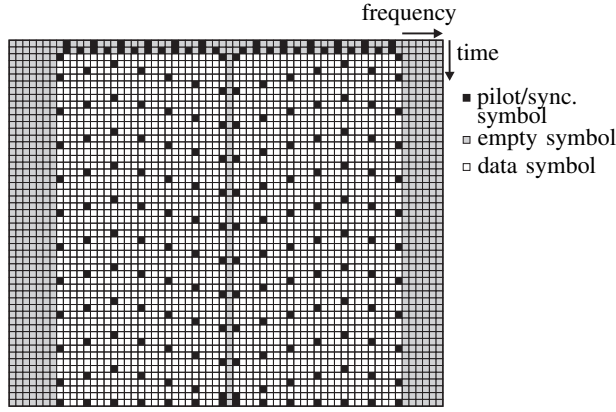 frequency
time
pilot/sync.
symbol
empty symbol
data symbol